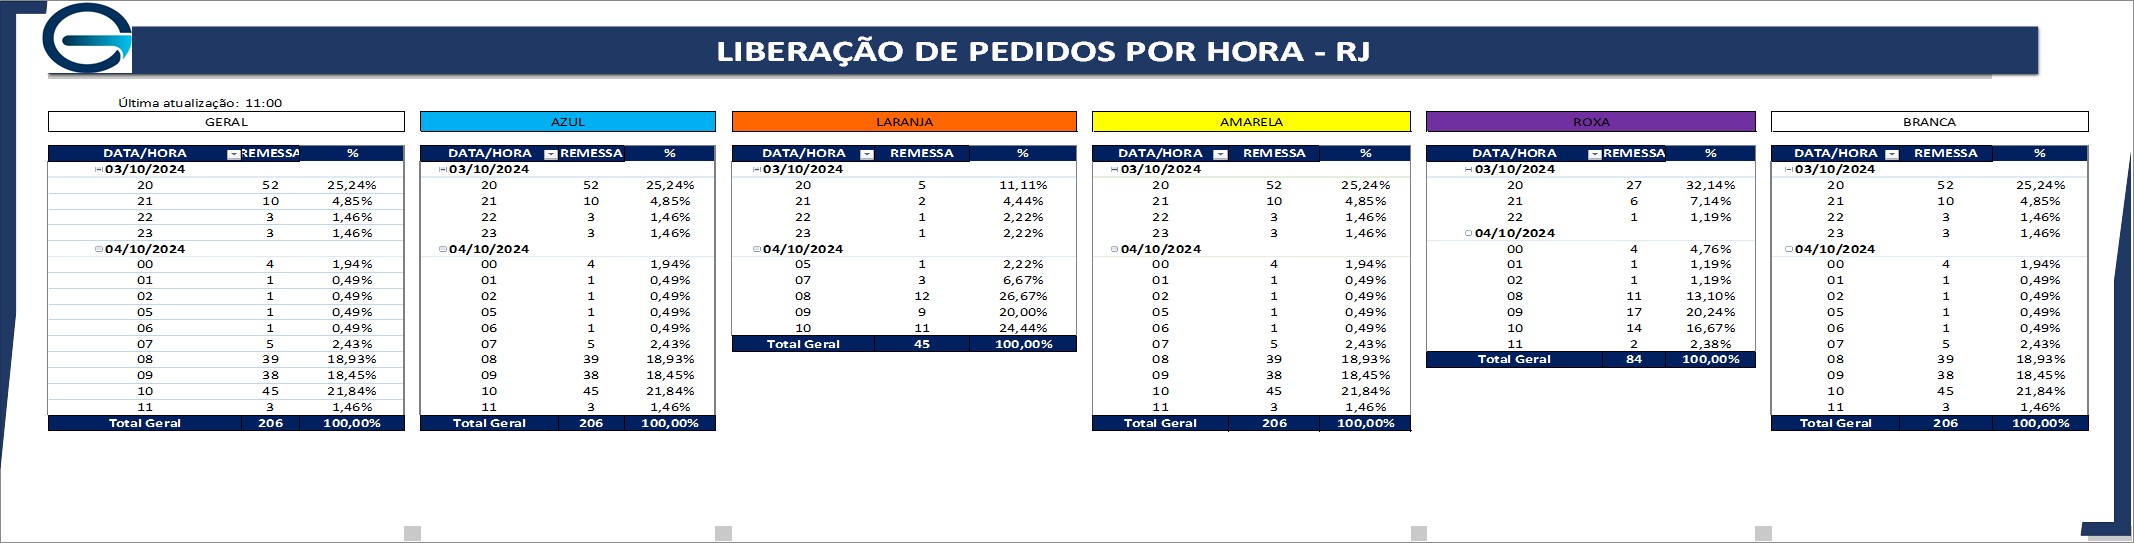 LIBERAÇÃO DE PEDIDOS POR HORA - RJ
Última atualização: 11:00
GERAL
DATA/HORA REMESSA %
03/10/2024
20 52 25,24%
21 10 4,85%
22 3 1,46%
23 3 1,46%
04/10/2024
00 4 1,94%
01 1 0,49%
02 1 0,49%
05 1 0,49%
06 1 0,49%
07 5 2,43%
08 39 18,93%
09 38 18,45%
10 45 21,84%
11 3 1,46%
Total Geral 206 100,00%
AZUL
DATA/HORA REMESSA %
03/10/2024
20 52 25,24%
21 10 4,85%
22 3 1,46%
23 3 1,46%
04/10/2024
00 4 1,94%
01 1 0,49%
02 1 0,49%
05 1 0,49%
06 1 0,49%
07 5 2,43%
08 39 18,93%
09 38 18,45%
10 45 21,84%
11 3 1,46%
Total Geral 206 100,00%
LARANJA
DATA/HORA REMESSA %
03/10/2024
20 5 11,11%
21 2 4,44%
22 1 2,22%
23 1 2,22%
04/10/2024
05 1 2,22%
07 3 6,67%
08 12 26,67%
09 9 20,00%
10 11 24,44%
Total Geral 45 100,00%
AMARELA
DATA/HORA REMESSA %
03/10/2024
20 52 25,24%
21 10 4,85%
22 3 1,46%
23 3 1,46%
04/10/2024
00 4 1,94%
01 1 0,49%
02 1 0,49%
05 1 0,49%
06 1 0,49%
07 5 2,43%
08 39 18,93%
09 38 18,45%
10 45 21,84%
11 3 1,46%
Total Geral 206 100,00%
ROXA
DATA/HORA REMESSA %
03/10/2024
20 27 32,14%
21 6 7,14%
22 1 1,19%
04/10/2024
00 4 4,76%
01 1 1,19%
02 1 1,19%
08 11 13,10%
09 17 20,24%
10 14 16,67%
11 2 2,38%
Total Geral 84 100,00%
BRANCA
DATA/HORA REMESSA %
03/10/2024
20 52 25,24%
21 10 4,85%
22 3 1,46%
23 3 1,46%
04/10/2024
00 4 1,94%
01 1 0,49%
02 1 0,49%
05 1 0,49%
06 1 0,49%
07 5 2,43%
08 39 18,93%
09 38 18,45%
10 45 21,84%
11 3 1,46%
Total Geral 206 100,00%